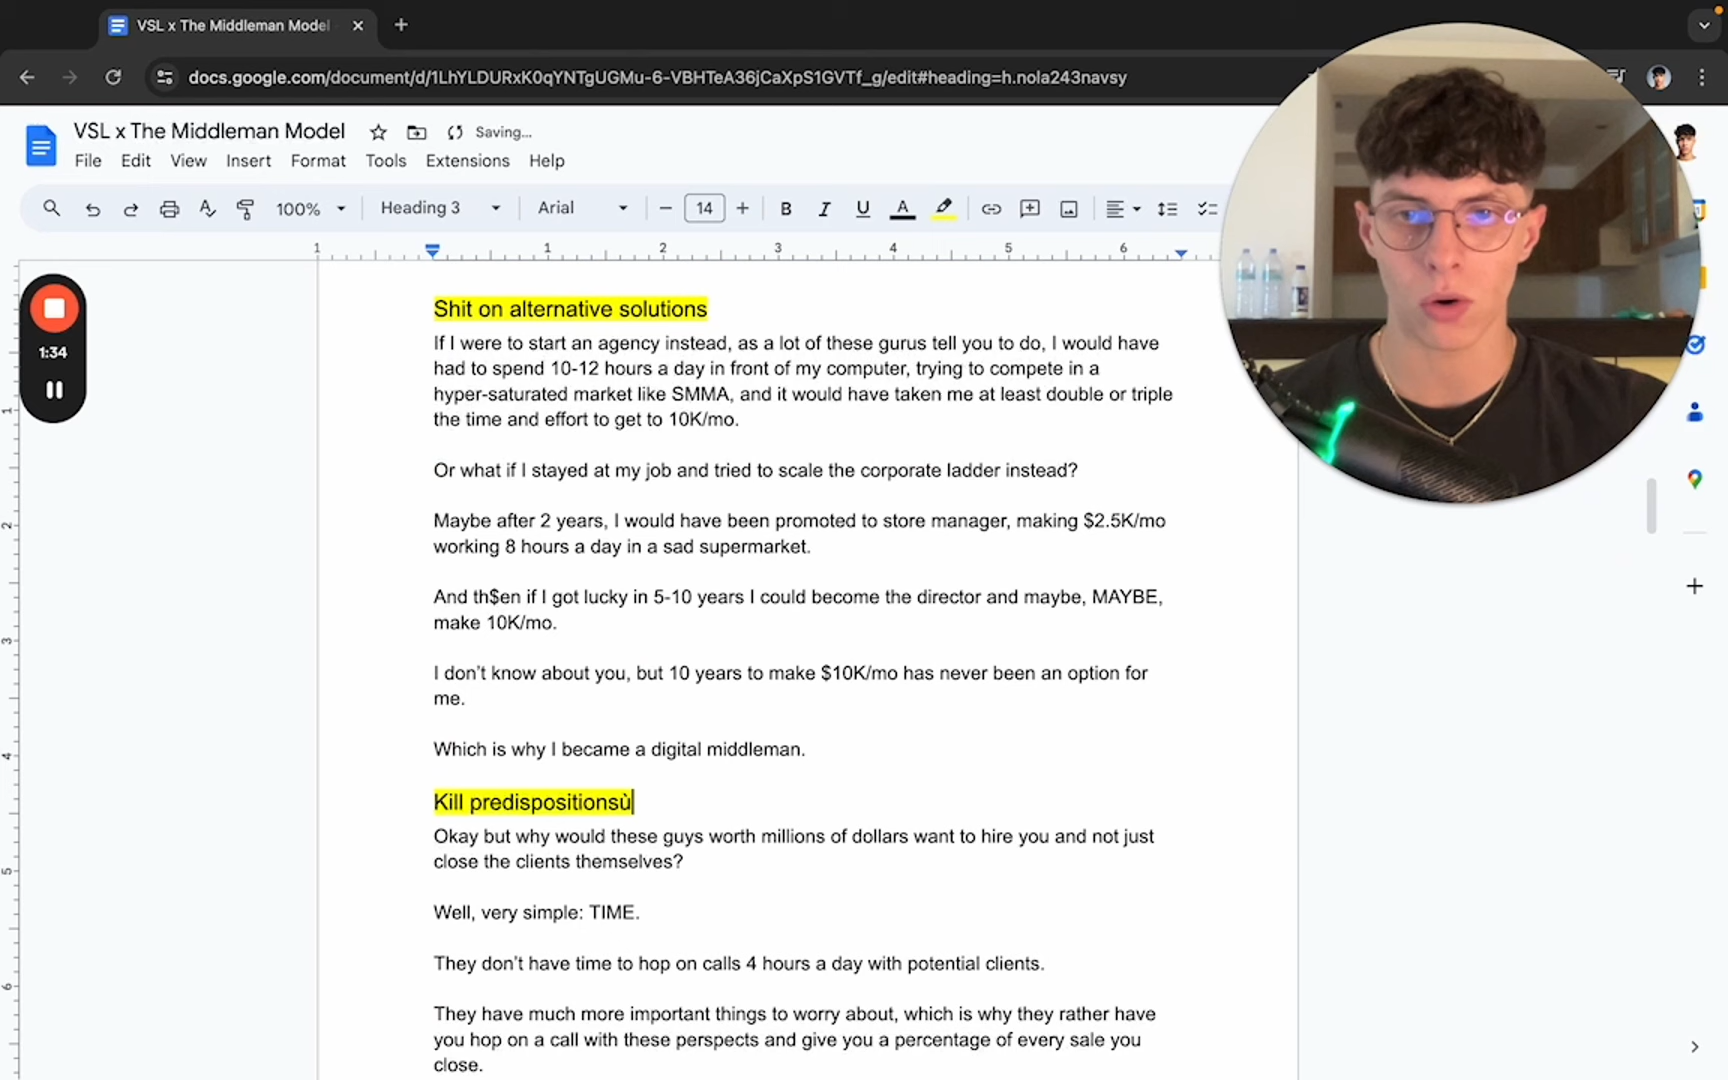 VSL x The Middleman Model
docs.google.com/document/d/1LhYLDURxK0qYNTgUGMu-6-VBHTeA36jCaXpS1GVTf_g/edit#heading=h.nola243navsy
VSL x The Middleman Model
Saving...
File Edit View Insert Format Tools Extensions Help
100% Heading 3 Arial 14 B I U A
1 1 2 3 4 5 6
1:34
1
2
3
4
5
6
Shit on alternative solutions
If I were to start an agency instead, as a lot of these gurus tell you to do, I would have
had to spend 10-12 hours a day in front of my computer, trying to compete in a
hyper-saturated market like SMMA, and it would have taken me at least double or triple
the time and effort to get to 10K/mo.
Or what if I stayed at my job and tried to scale the corporate ladder instead?
Maybe after 2 years, I would have been promoted to store manager, making $2.5K/mo
working 8 hours a day in a sad supermarket.
And th$en if I got lucky in 5-10 years I could become the director and maybe, MAYBE,
make 10K/mo.
I don't know about you, but 10 years to make $10K/mo has never been an option for
me.
Which is why I became a digital middleman.
Kill predispositionsù
Okay but why would these guys worth millions of dollars want to hire you and not just
close the clients themselves?
Well, very simple: TIME.
They don't have time to hop on calls 4 hours a day with potential clients.
They have much more important things to worry about, which is why they rather have
you hop on a call with these perspects and give you a percentage of every sale you
close.